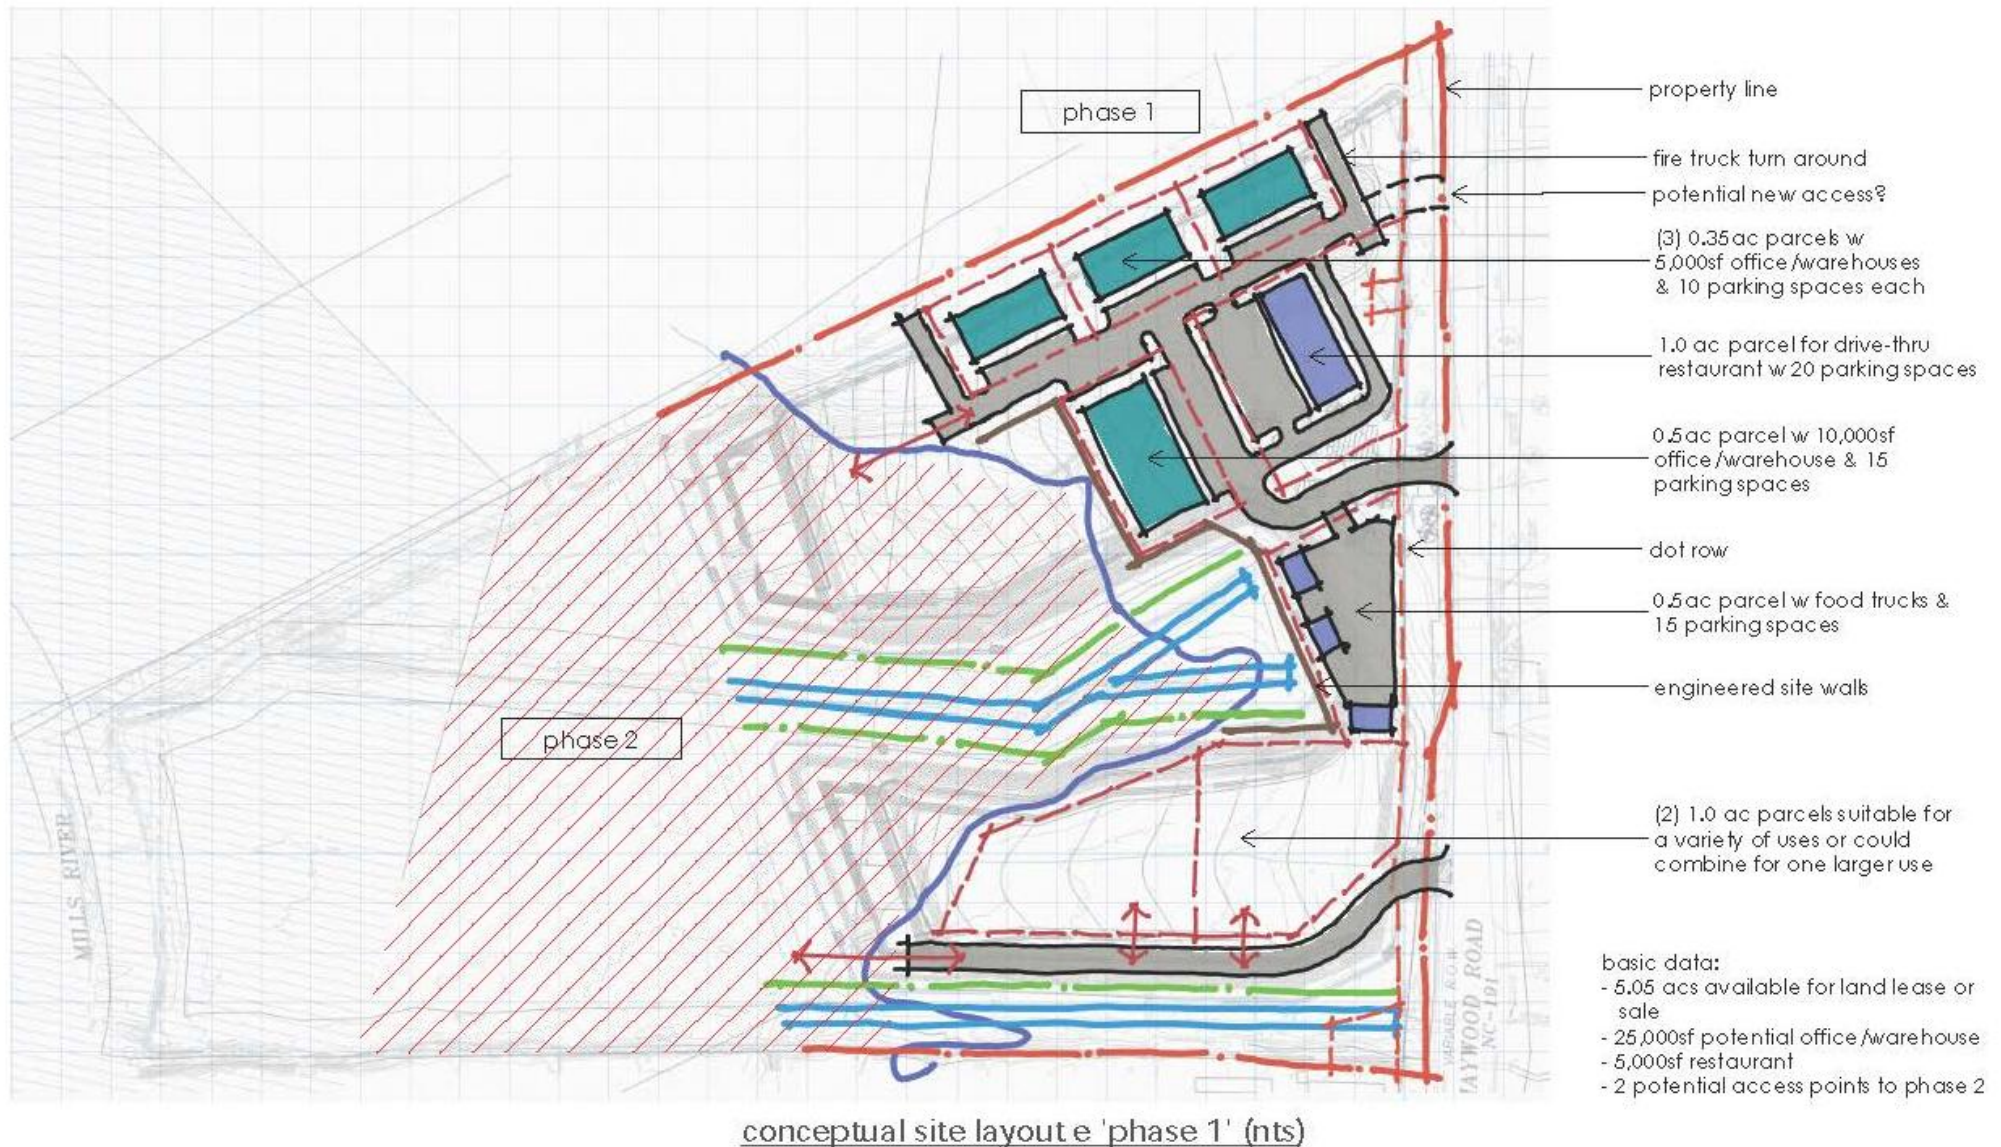 phase 1
property line
fire truck turn around
potential new access?
(3) 0.35ac parcels w
5,000sf office/warehouses
& 10 parking spaces each
1.0 ac parcel for drive-thru
restaurant w 20 parking spaces
0.5ac parcel w 10,000sf
office/warehouse & 15
parking spaces
dot row
0.5ac parcel w food trucks &
15 parking spaces
engineered site walls
phase 2
MILLS RIVER
(2) 1.0 ac parcels suitable for
a variety of uses or could
combine for one larger use
AYWOOD ROAD
NC-191
basic data:
- 5.05 acs available for land lease or
sale
- 25,000sf potential office/warehouse
- 5,000sf restaurant
- 2 potential access points to phase 2
conceptual site layout e 'phase 1' (nts)